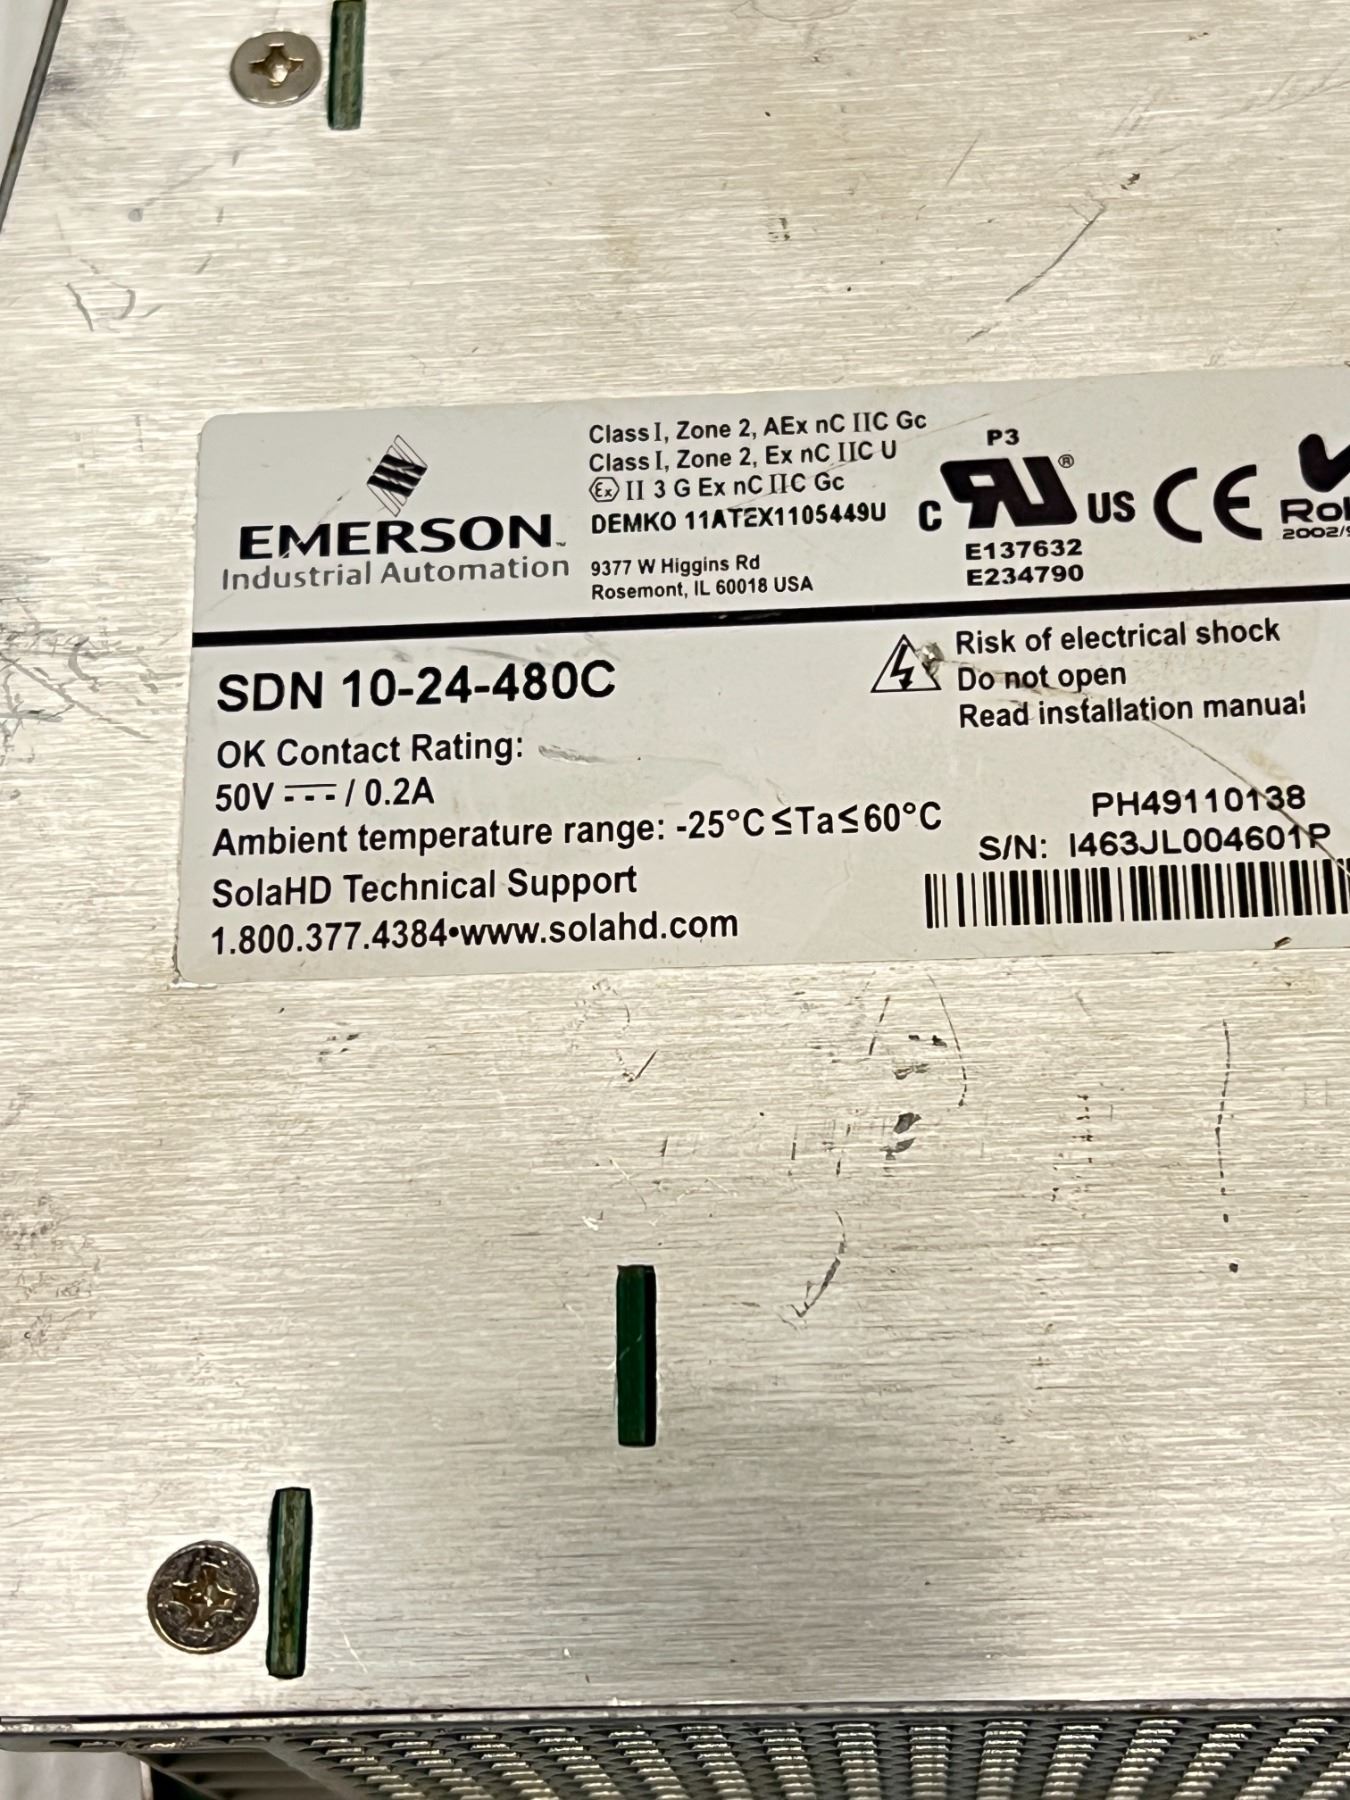 Class I, Zone 2, AEx nC IIC Gc
Class I, Zone 2, Ex nC IIC U
Ex II 3 G Ex nC IIC Gc
DEMKO 11ATEX1105449U
9377 W Higgins Rd
Rosemont, IL 60018 USA
EMERSON
Industrial Automation
P3
C RU ® US CE
E137632
E234790
SDN 10-24-480C
OK Contact Rating:
50V / 0.2A
Ambient temperature range: -25°C ≤Ta≤ 60°C
SolaHD Technical Support
1.800.377.4384•www.solahd.com
Risk of electrical shock
Do not open
Read installation manual
PH49110138
S/N: I463JL004601P